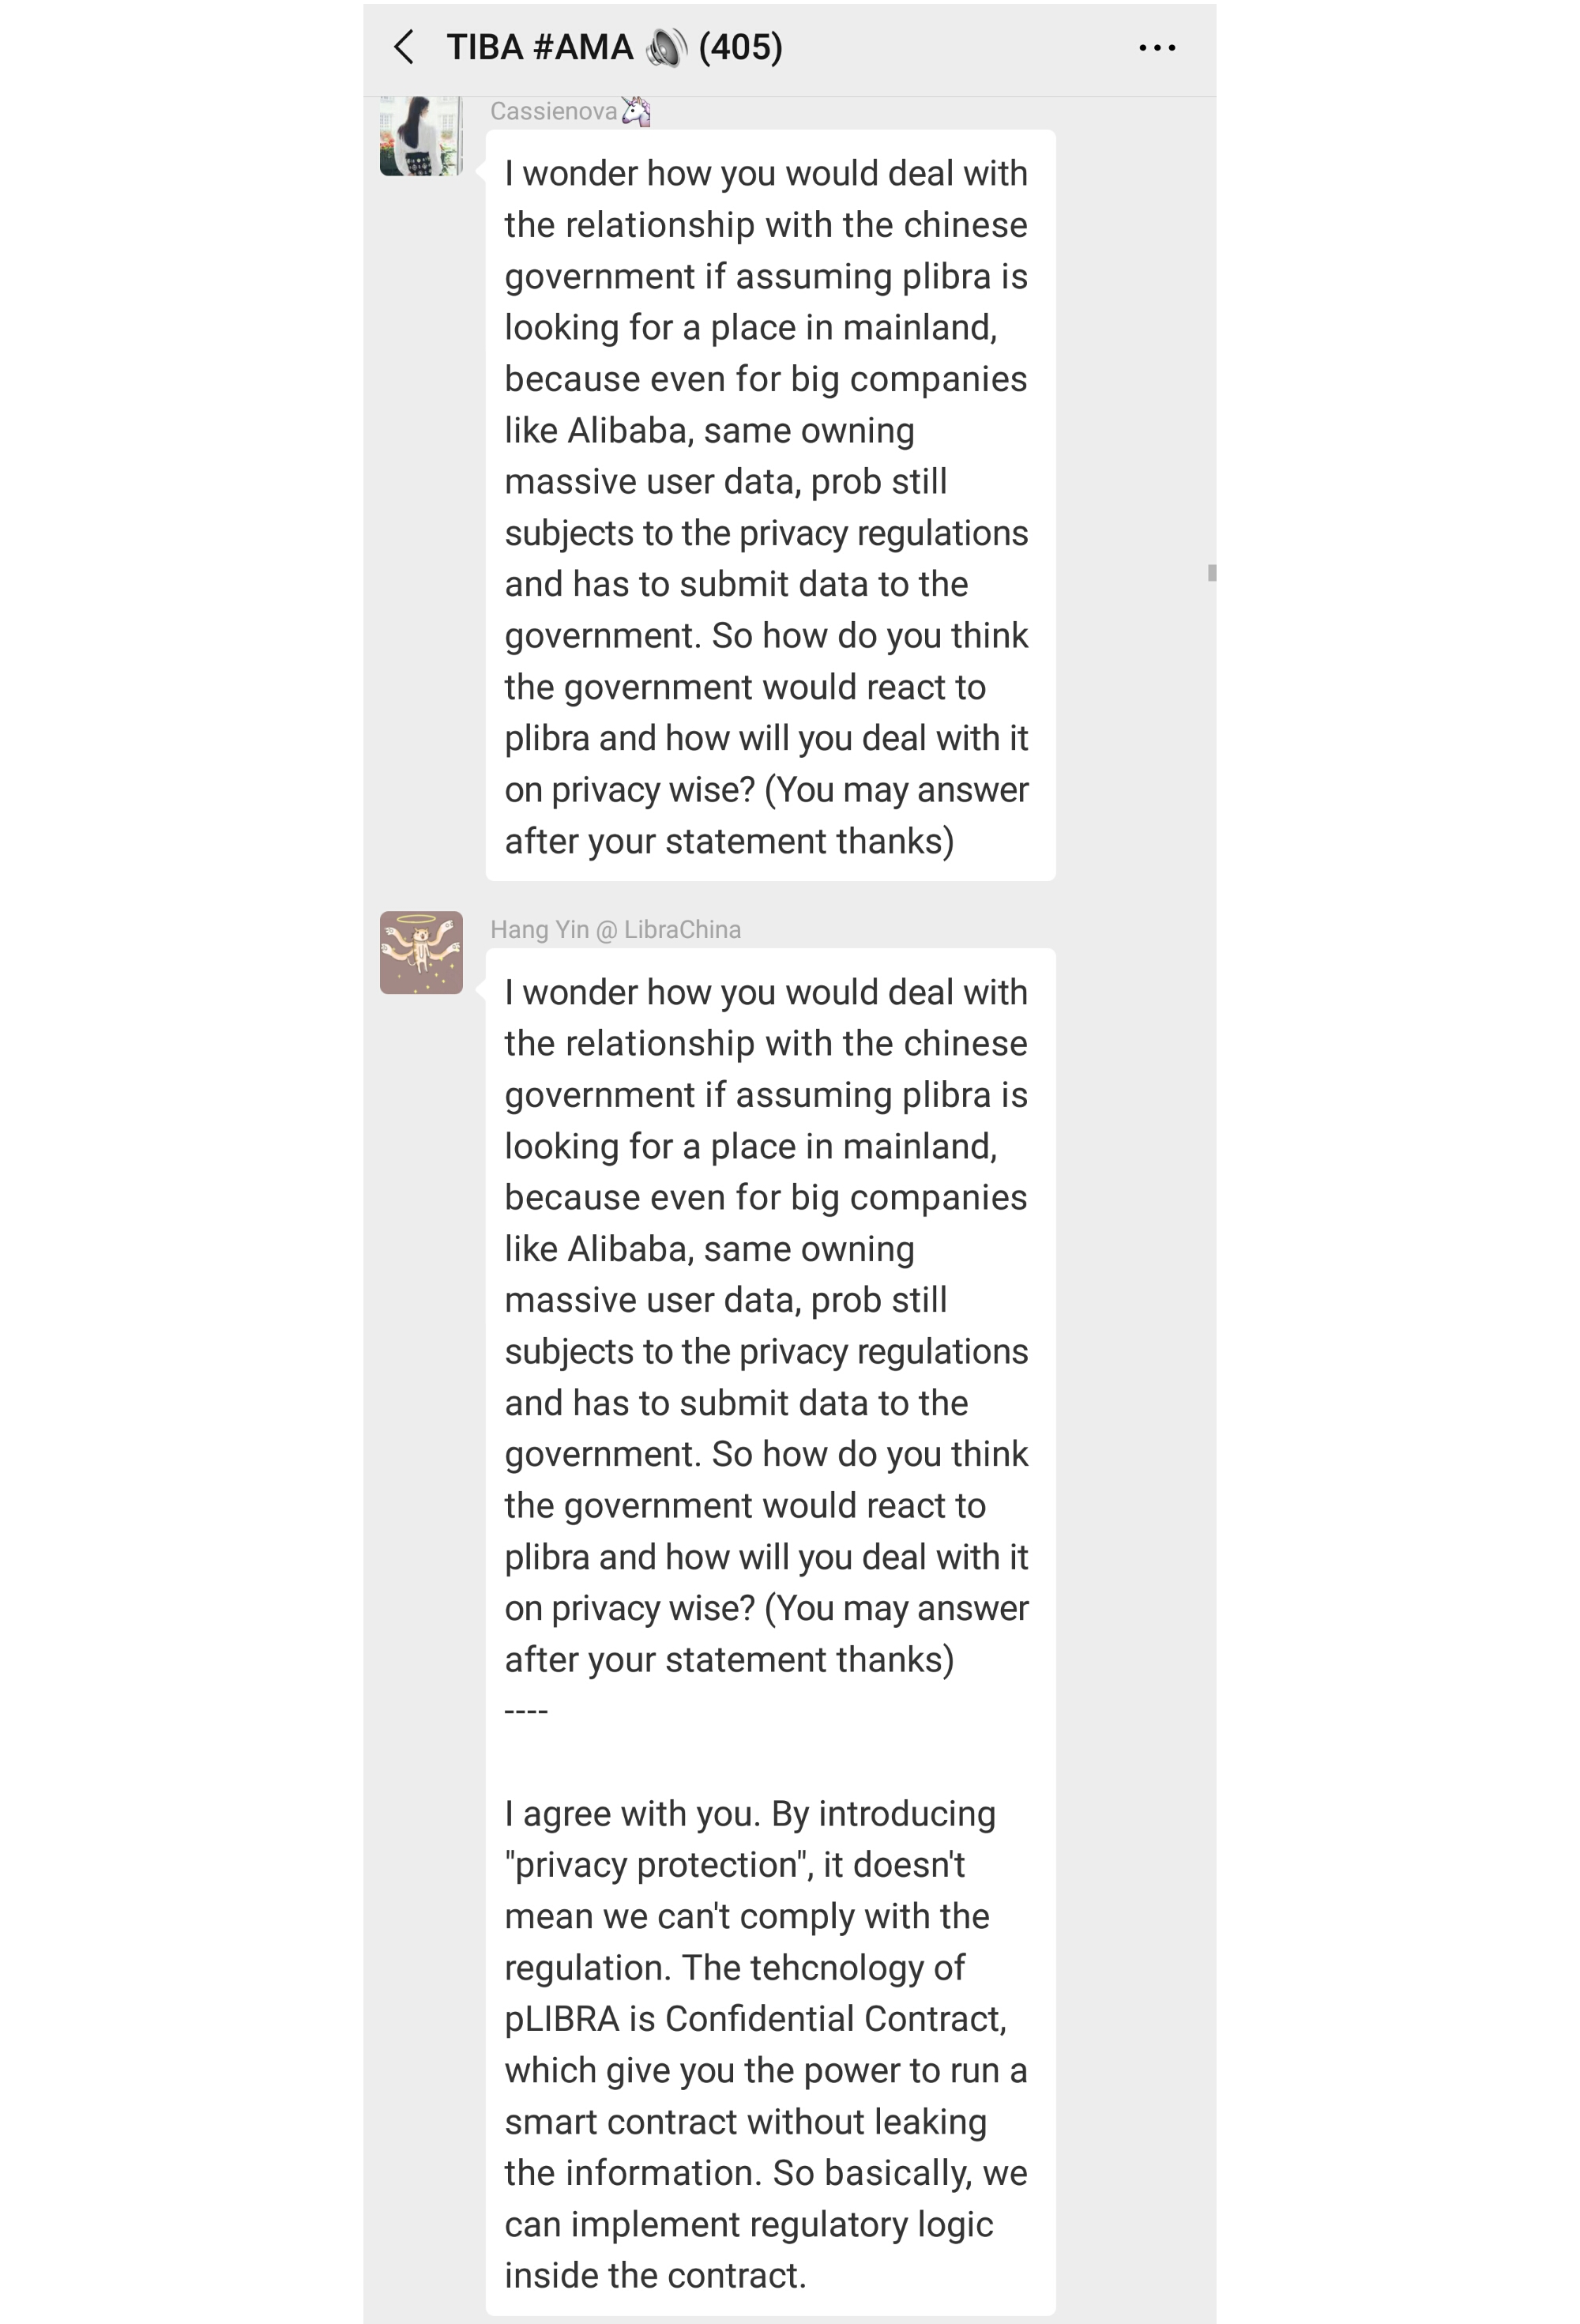 TIBA #AMA 🔊 (405)
Cassienova🦄
I wonder how you would deal with
the relationship with the chinese
government if assuming plibra is
looking for a place in mainland,
because even for big companies
like Alibaba, same owning
massive user data, prob still
subjects to the privacy regulations
and has to submit data to the
government. So how do you think
the government would react to
plibra and how will you deal with it
on privacy wise? (You may answer
after your statement thanks)
Hang Yin @ LibraChina
I wonder how you would deal with
the relationship with the chinese
government if assuming plibra is
looking for a place in mainland,
because even for big companies
like Alibaba, same owning
massive user data, prob still
subjects to the privacy regulations
and has to submit data to the
government. So how do you think
the government would react to
plibra and how will you deal with it
on privacy wise? (You may answer
after your statement thanks)
----
I agree with you. By introducing
"privacy protection", it doesn't
mean we can't comply with the
regulation. The tehcnology of
pLIBRA is Confidential Contract,
which give you the power to run a
smart contract without leaking
the information. So basically, we
can implement regulatory logic
inside the contract.